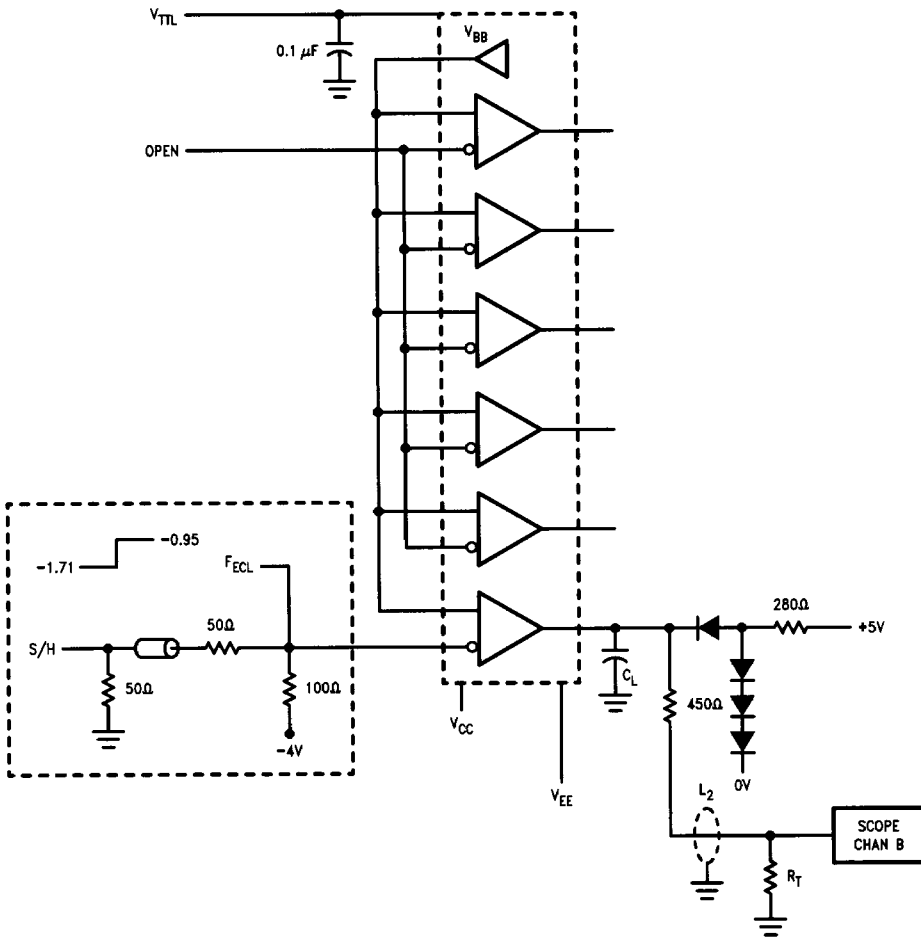 V_TTL
0.1 μF
V_BB
OPEN
-0.95
-1.71
F_ECL
S/H
50Ω
50Ω
100Ω
-4V
280Ω
+5V
C_L
450Ω
0V
V_CC
V_EE
L_2
R_T
SCOPE
CHAN B